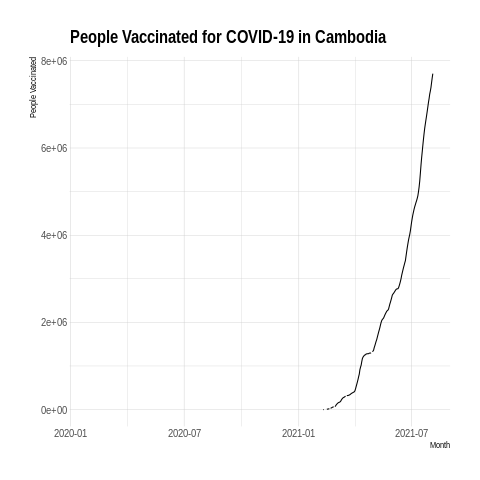 People Vaccinated for COVID-19 in Cambodia
People Vaccinated
8e+06
6e+06
4e+06
2e+06
0e+00
2020-01 2020-07 2021-01 2021-07
Month